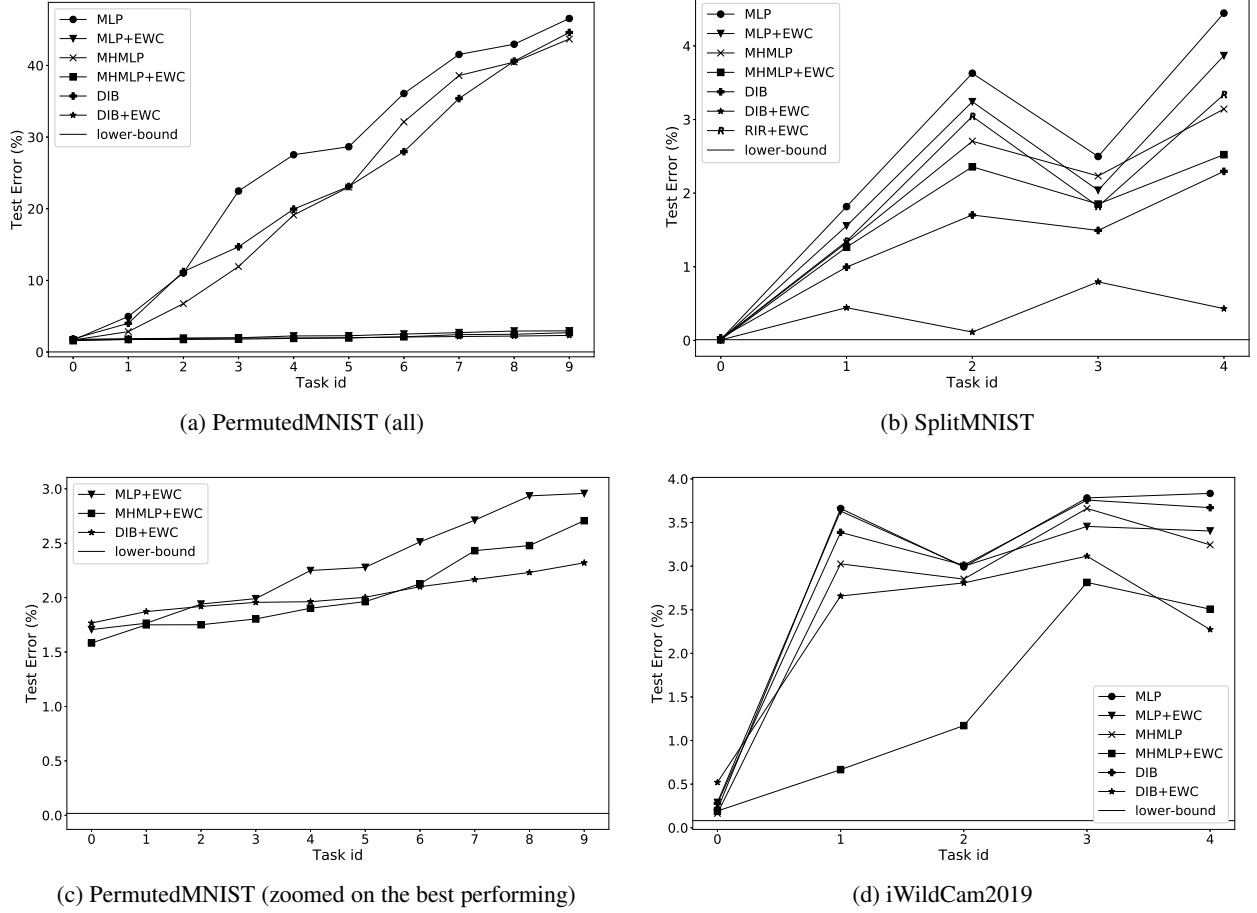 MLP
MLP+EWC
MHMLP
MHMLP+EWC
DIB
DIB+EWC
lower-bound
Test Error (%)
40
30
20
10
0
0 1 2 3 4 5 6 7 8 9
Task id
(a) PermutedMNIST (all)
MLP
MLP+EWC
MHMLP
MHMLP+EWC
DIB
DIB+EWC
RIR+EWC
lower-bound
Test Error (%)
4
3
2
1
0
0 1 2 3 4
Task id
(b) SplitMNIST
MLP+EWC
MHMLP+EWC
DIB+EWC
lower-bound
Test Error (%)
3.0
2.5
2.0
1.5
1.0
0.5
0.0
0 1 2 3 4 5 6 7 8 9
Task id
(c) PermutedMNIST (zoomed on the best performing)
Test Error (%)
4.0
3.5
3.0
2.5
2.0
1.5
1.0
0.5
0.0
MLP
MLP+EWC
MHMLP
MHMLP+EWC
DIB
DIB+EWC
lower-bound
0 1 2 3 4
Task id
(d) iWildCam2019